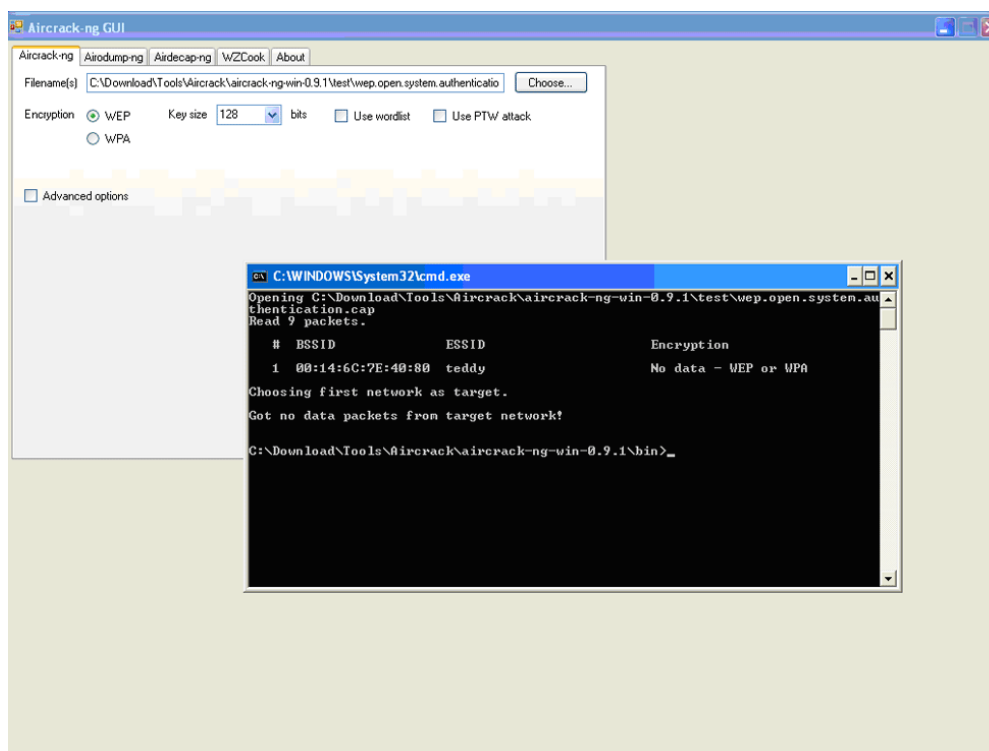 Aircrack-ng GUI
Aircrack-ng Airodump-ng Airdecap-ng WZCook About
Filename(s) C:\Download\Tools\Aircrack\aircrack-ng-win-0.9.1\test\wep.open.system.authenticatio Choose...
Encryption WEP Key size 128 bits Use wordlist Use PTW attack
WPA
Advanced options
C:\WINDOWS\System32\cmd.exe
Opening C:\Download\Tools\Aircrack\aircrack-ng-win-0.9.1\test\wep.open.system.au
thentication.cap
Read 9 packets.
# BSSID ESSID Encryption
1 00:14:6C:7E:40:80 teddy No data - WEP or WPA
Choosing first network as target.
Got no data packets from target network!
C:\Download\Tools\Aircrack\aircrack-ng-win-0.9.1\bin>_